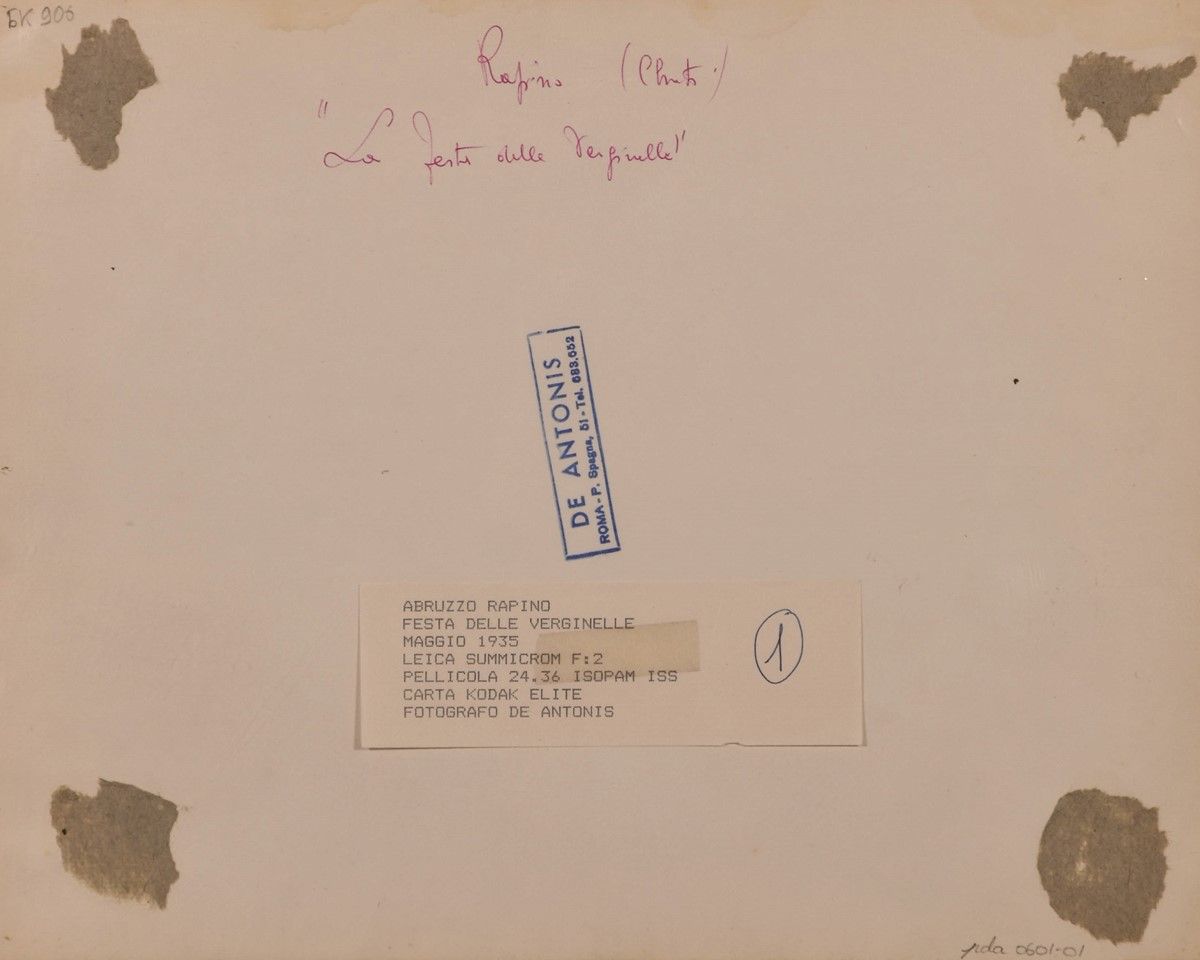 БK 906
Rapino (Chieti)
"La festa delle Verginelle"
DE ANTONIS
ROMA - P. Spagna, 51 - Tel. 683.652
ABRUZZO RAPINO
FESTA DELLE VERGINELLE
MAGGIO 1935
LEICA SUMMICROM F:2
PELLICOLA 24.36 ISOPAM ISS
CARTA KODAK ELITE
FOTOGRAFO DE ANTONIS
1
pda 0601-01